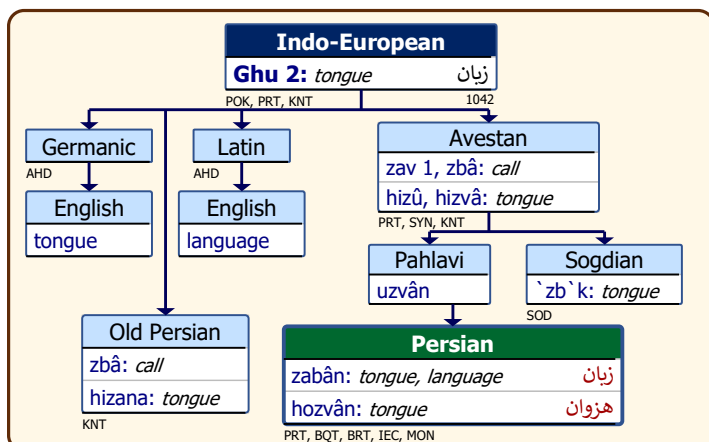 Indo-European
Ghu 2: tongue زبان
POK, PRT, KNT 1042
Germanic
AHD
Latin
AHD
Avestan
zav 1, zbâ: call
hizû, hizvâ: tongue
PRT, SYN, KNT
English
tongue
English
language
Pahlavi
uzvân
Sogdian
`zb`k: tongue
SOD
Old Persian
zbâ: call
hizana: tongue
KNT
Persian
zabân: tongue, language زبان
hozvân: tongue هزوان
PRT, BQT, BRT, IEC, MON